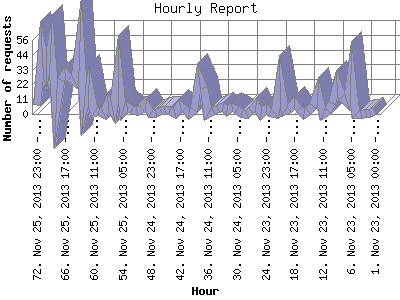 Hourly Report
Number of requests
56
44
33
22
11
0
72. Nov 25, 2013 23:00 -...
66. Nov 25, 2013 17:00 -...
60. Nov 25, 2013 11:00 -...
54. Nov 25, 2013 05:00 -...
48. Nov 24, 2013 23:00 -...
42. Nov 24, 2013 17:00 -...
36. Nov 24, 2013 11:00 -...
30. Nov 24, 2013 05:00 -...
24. Nov 23, 2013 23:00 -...
18. Nov 23, 2013 17:00 -...
12. Nov 23, 2013 11:00 -...
6. Nov 23, 2013 05:00 -...
1. Nov 23, 2013 00:00 -...
Hour